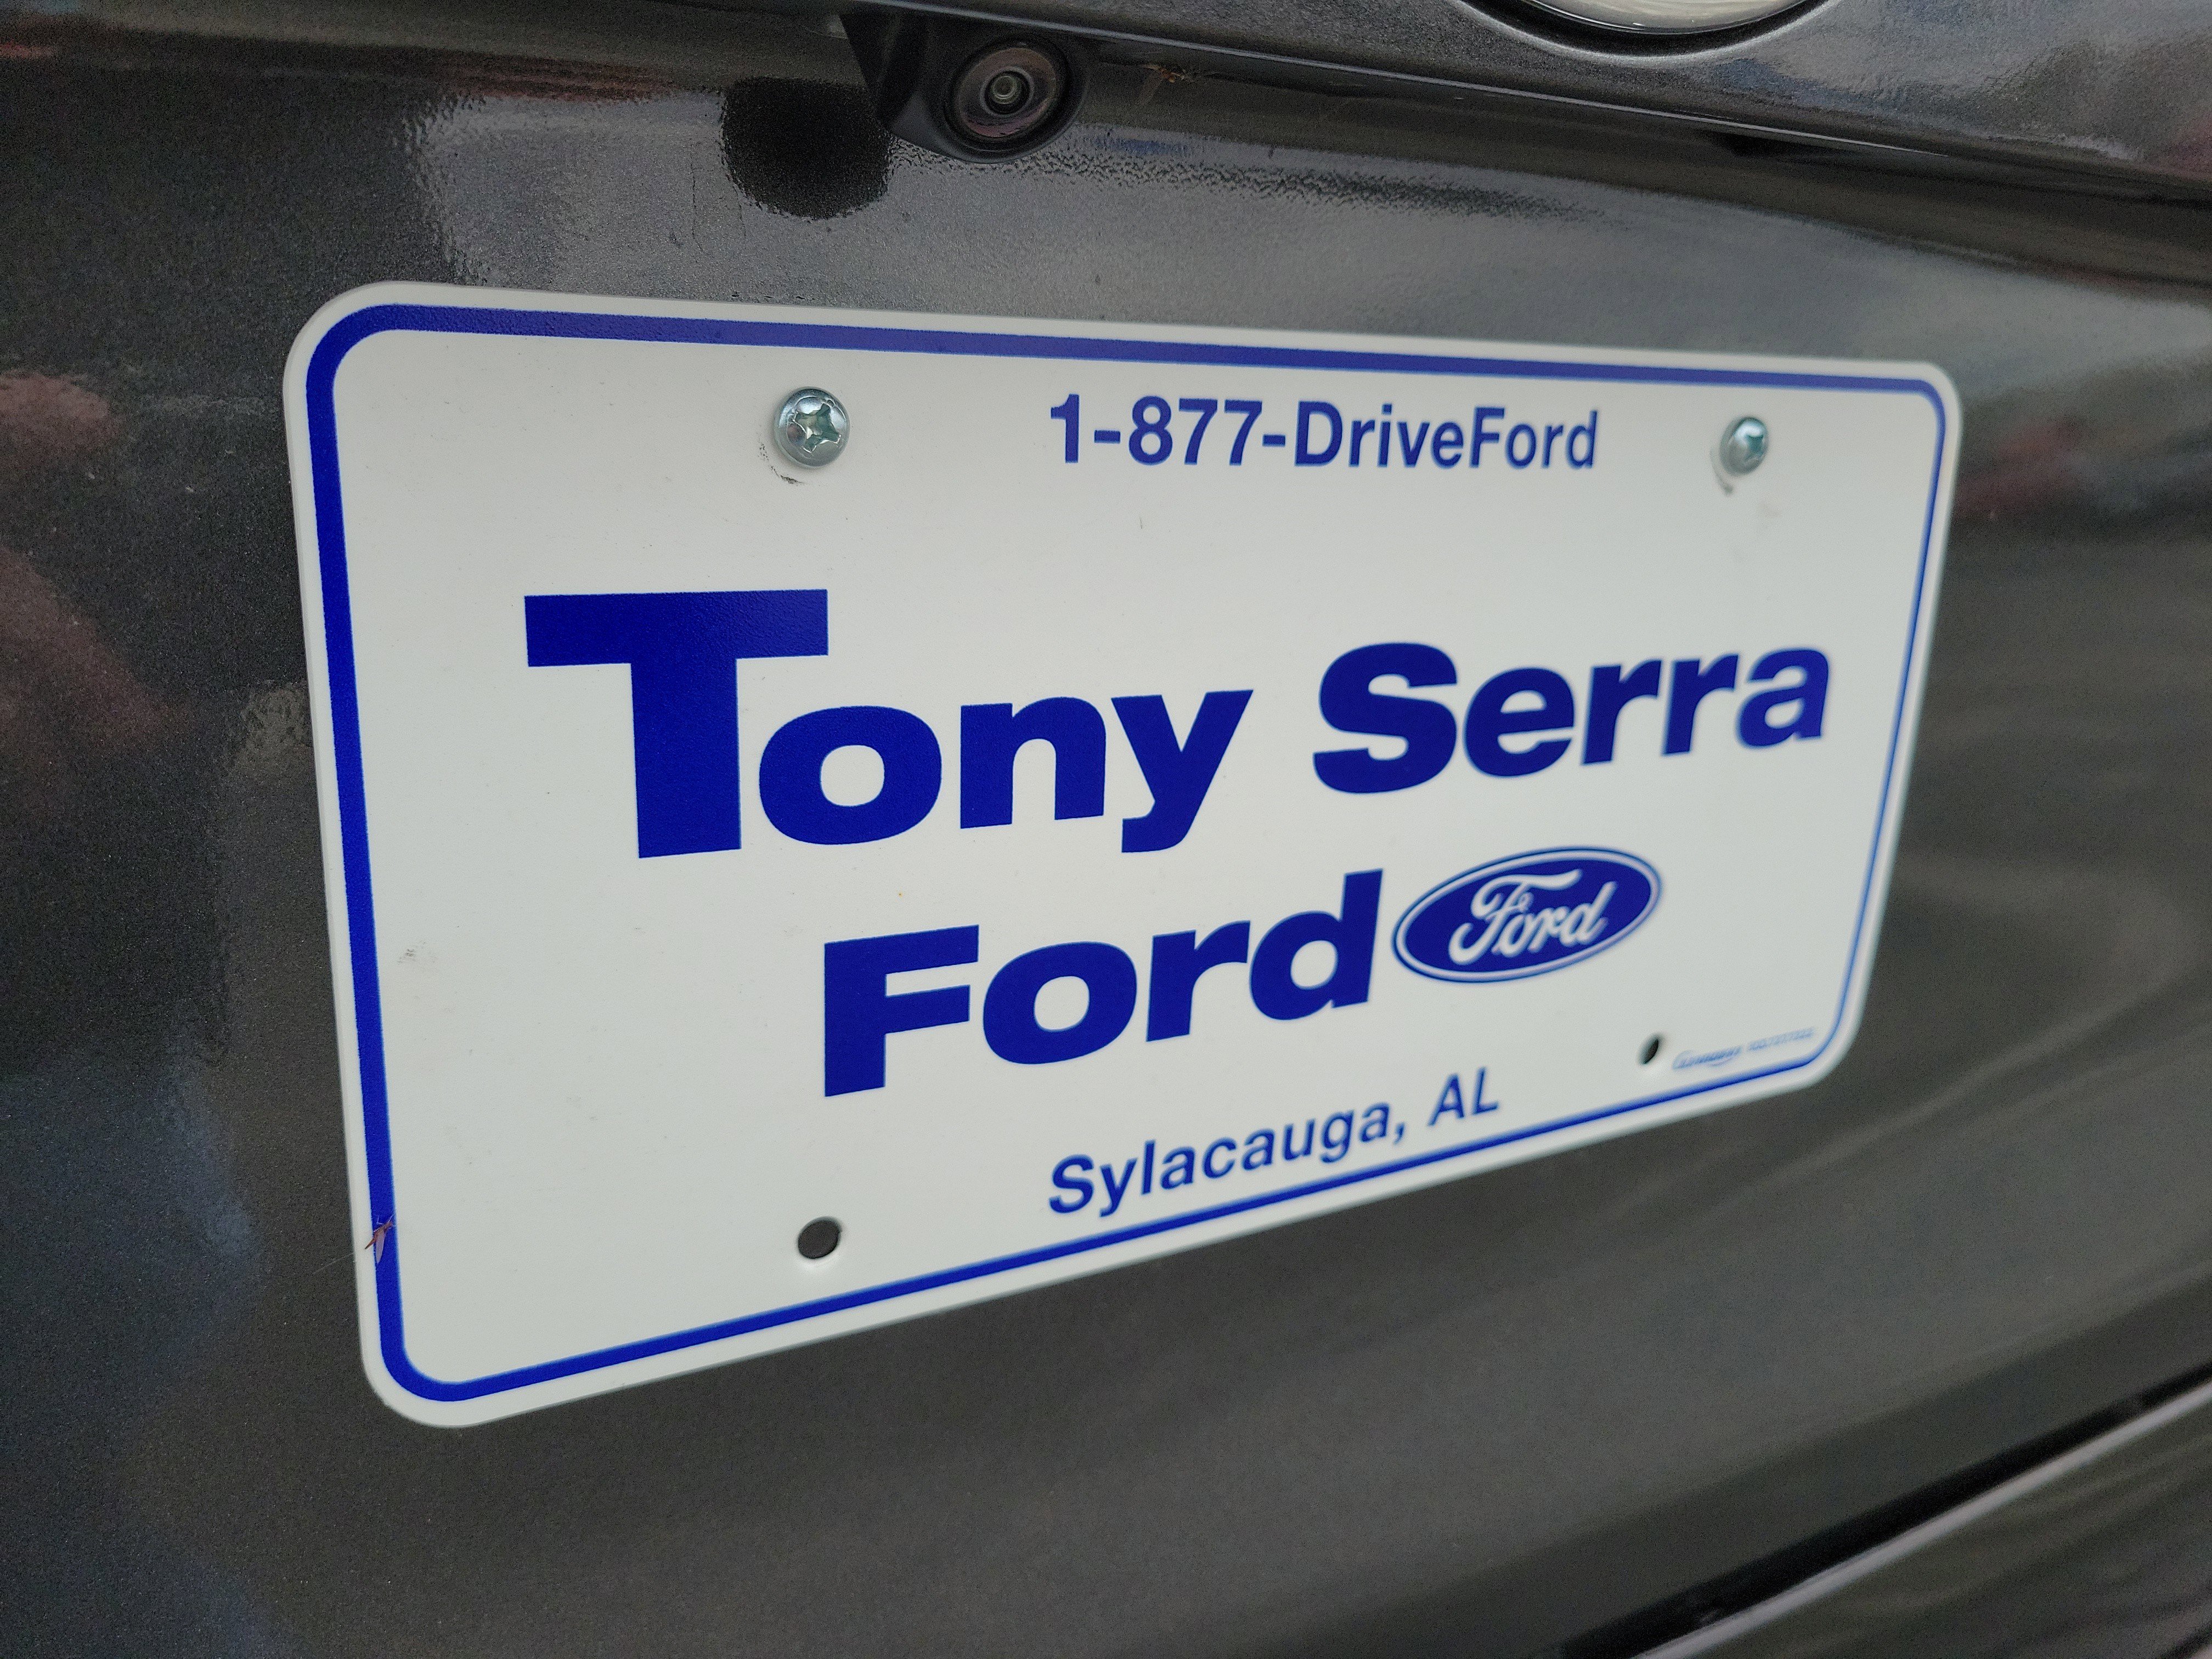 1-877-DriveFord
Tony Serra
Ford Ford
Sylacauga, AL